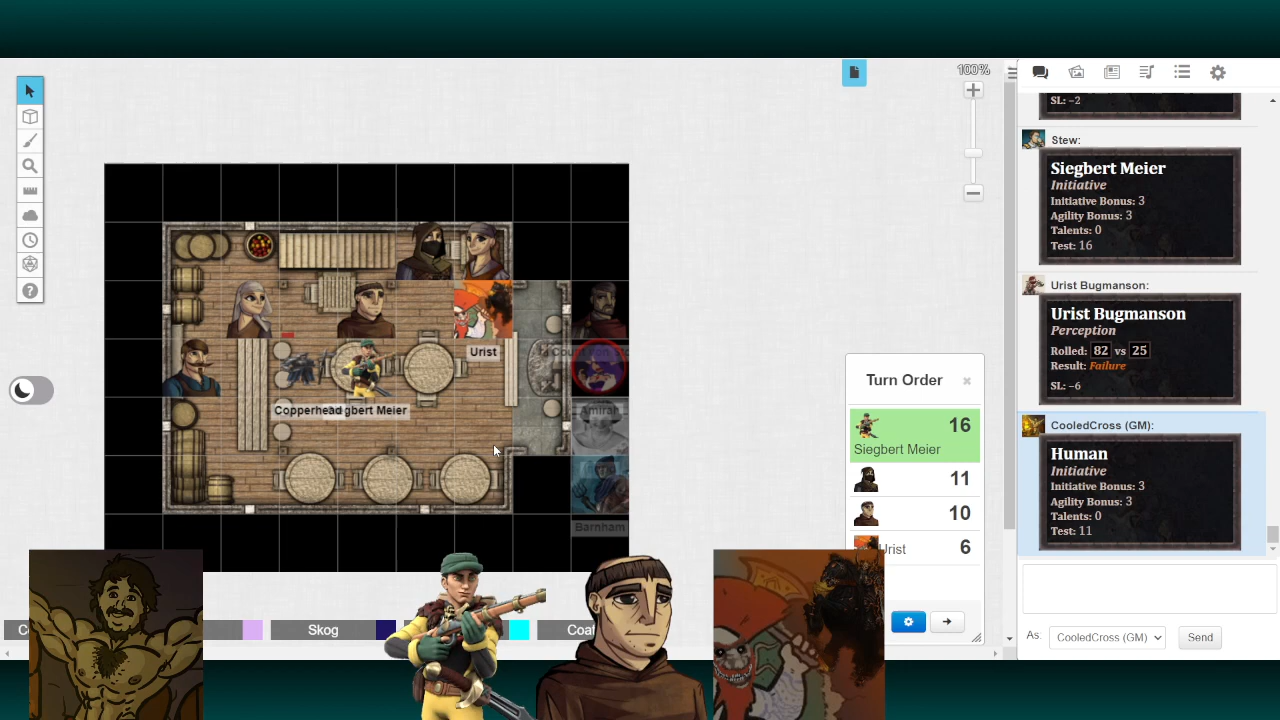 100%
SL: –2
Stew:
Siegbert Meier
Initiative
Initiative Bonus: 3
Agility Bonus: 3
Talents: 0
Test: 16
Urist Bugmanson:
Urist Bugmanson
Perception
Rolled: 82 vs 25
Result: Failure
SL: –6
CooledCross (GM):
Human
Initiative
Initiative Bonus: 3
Agility Bonus: 3
Talents: 0
Test: 11
As: CooledCross (GM) Send
Urist
Copperhead gbert Meier
Amirah
Barnham
Turn Order ×
16
Siegbert Meier
11
10
Urist 6
Skog